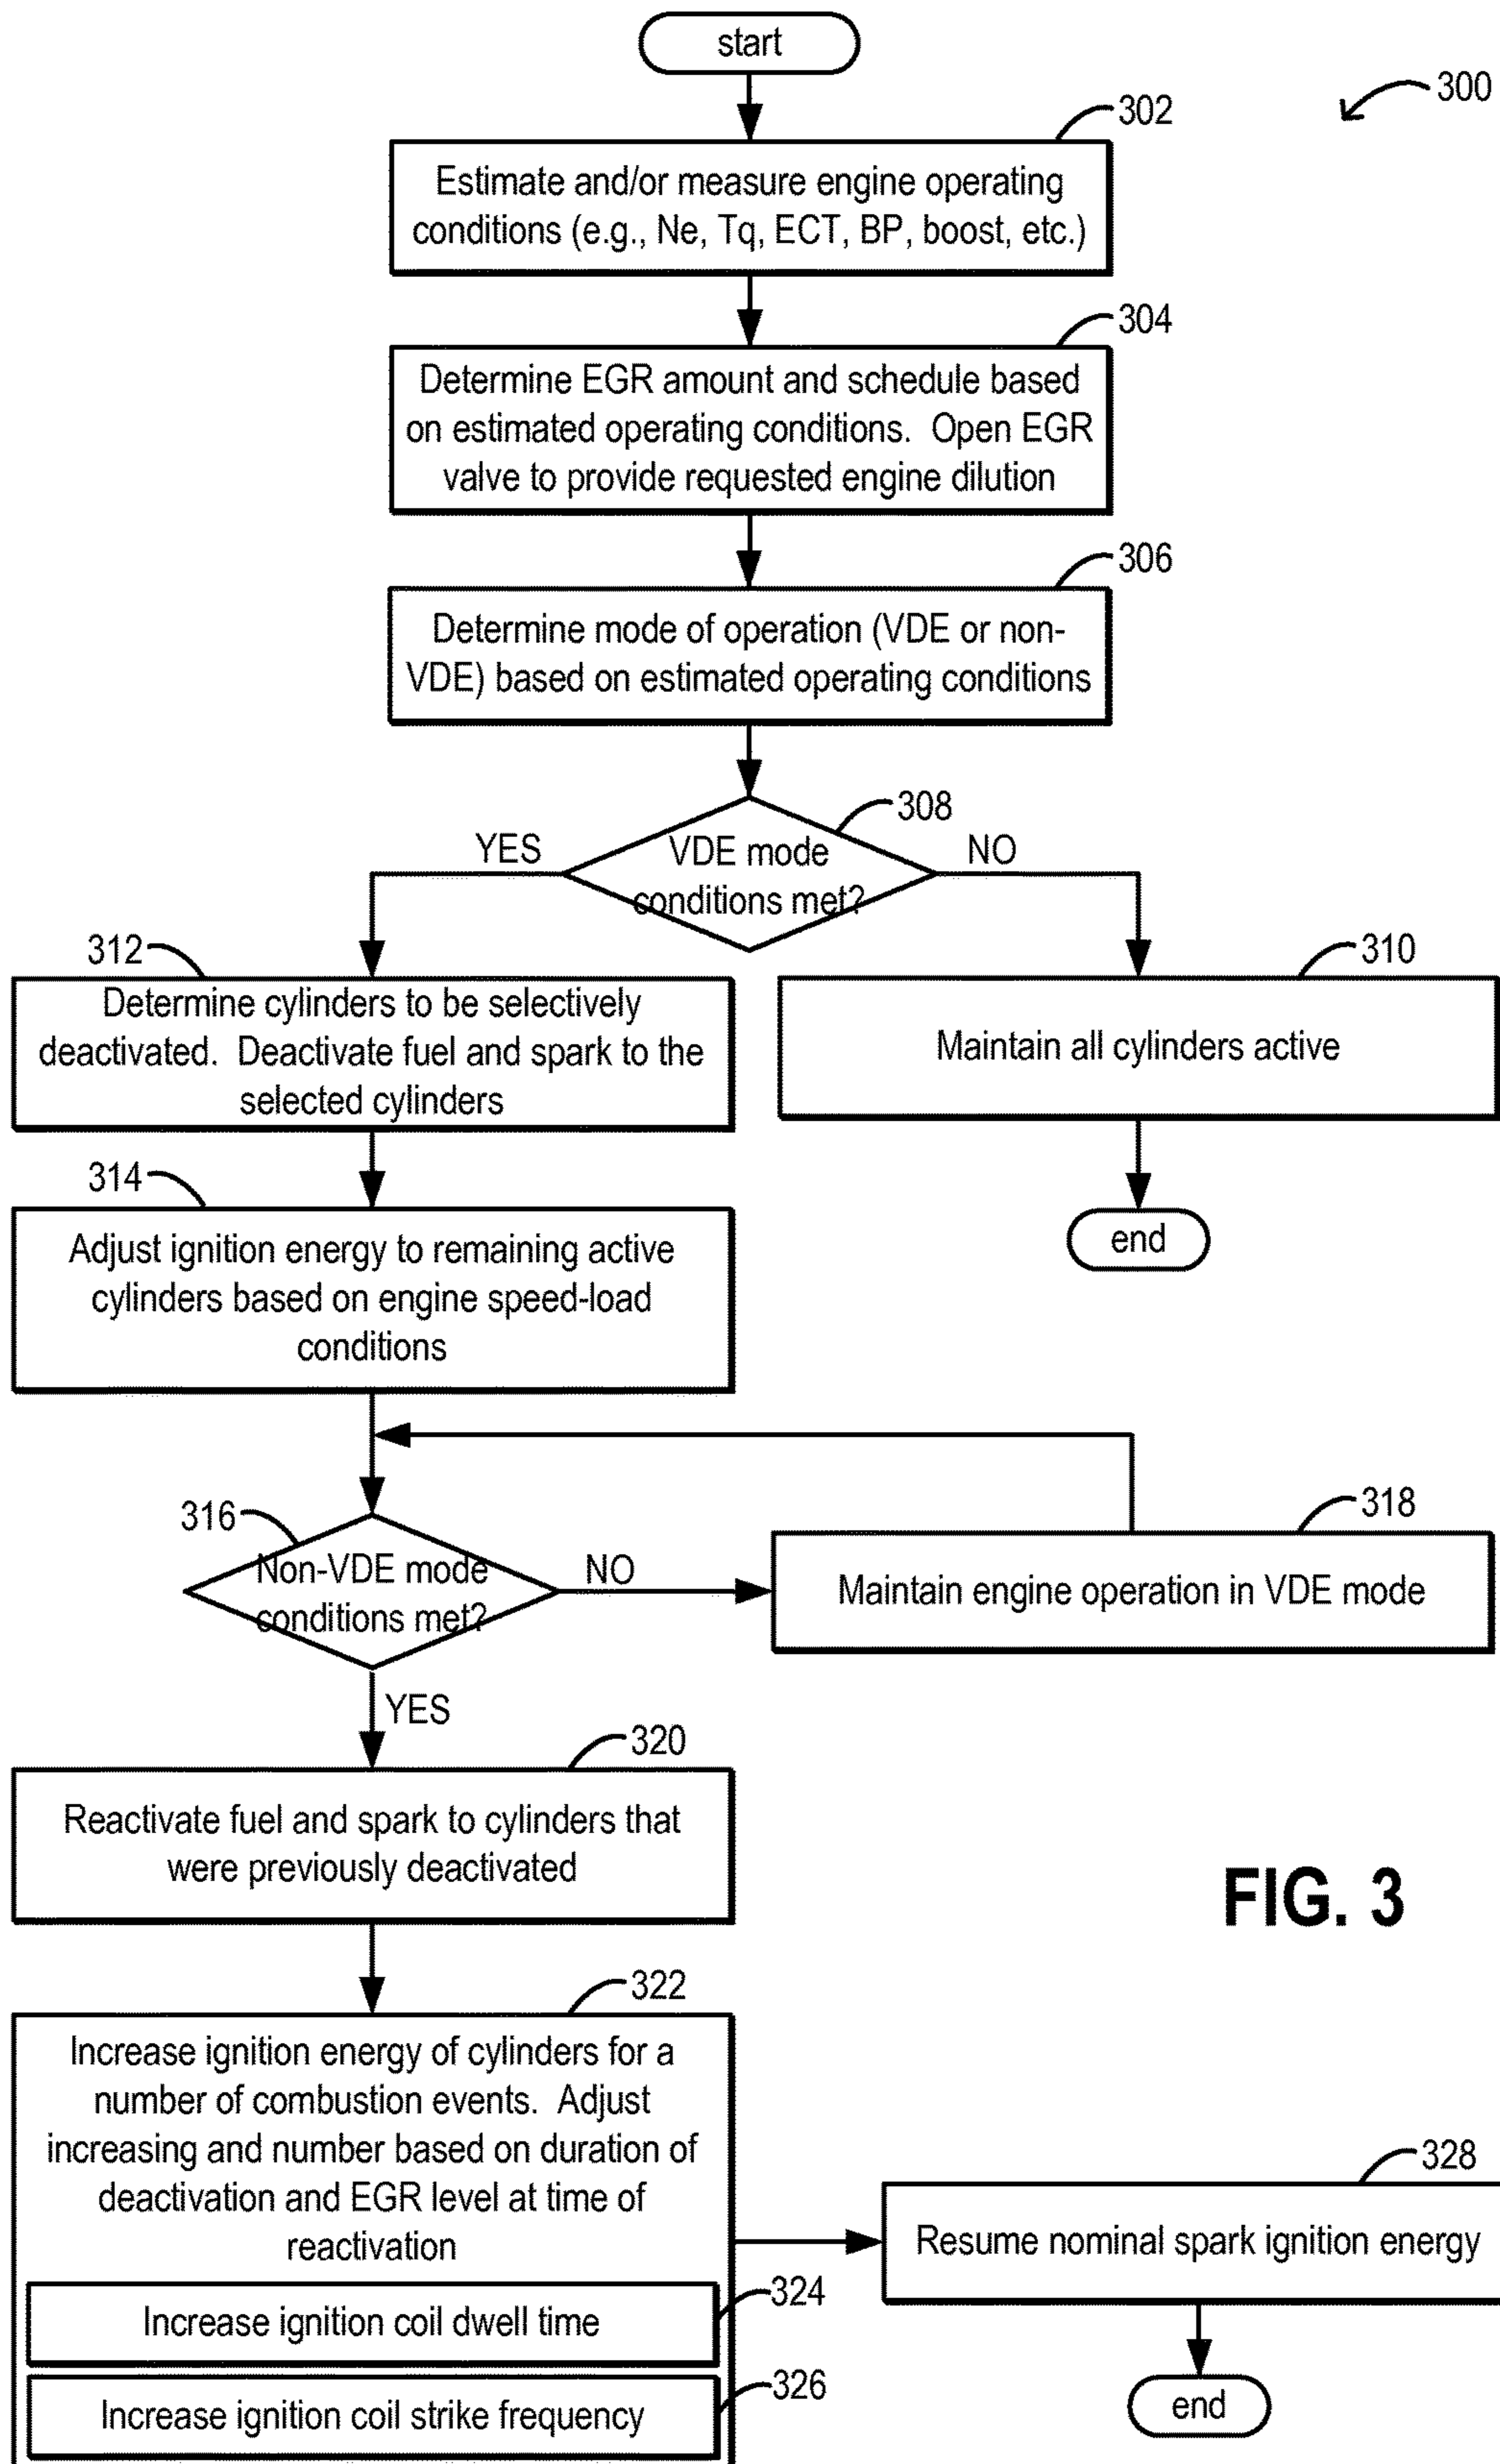 start
300
302
Estimate and/or measure engine operating
conditions (e.g., Ne, Tq, ECT, BP, boost, etc.)
304
Determine EGR amount and schedule based
on estimated operating conditions.  Open EGR
valve to provide requested engine dilution
306
Determine mode of operation (VDE or non-
VDE) based on estimated operating conditions
308
YES
VDE mode
conditions met?
NO
312
Determine cylinders to be selectively
deactivated.  Deactivate fuel and spark to the
selected cylinders
310
Maintain all cylinders active
end
314
Adjust ignition energy to remaining active
cylinders based on engine speed-load
conditions
316
Non-VDE mode
conditions met?
NO
318
Maintain engine operation in VDE mode
YES
320
Reactivate fuel and spark to cylinders that
were previously deactivated
FIG. 3
322
Increase ignition energy of cylinders for a
number of combustion events.  Adjust
increasing and number based on duration of
deactivation and EGR level at time of
reactivation
324
Increase ignition coil dwell time
326
Increase ignition coil strike frequency
328
Resume nominal spark ignition energy
end